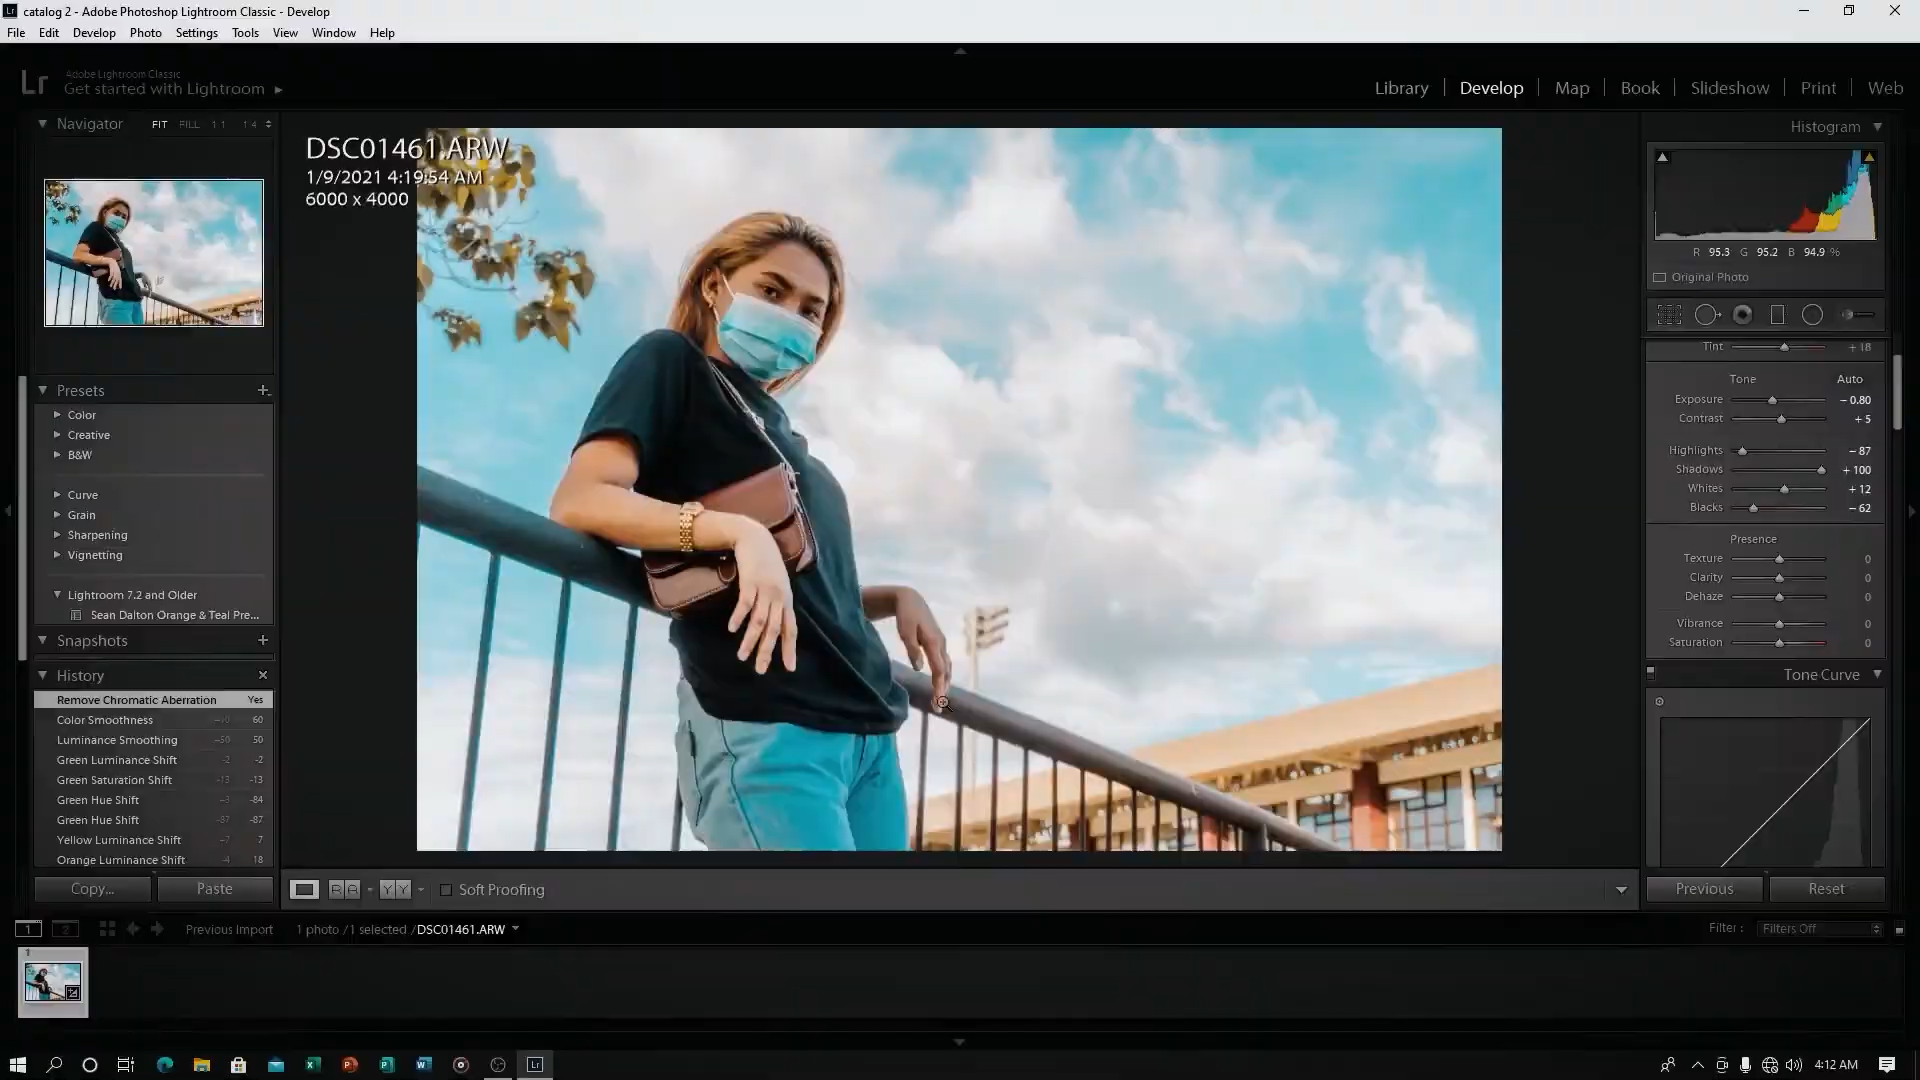 catalog 2 - Adobe Photoshop Lightroom Classic - Develop
File Edit Develop Photo Settings Tools View Window Help
Lr Adobe Lightroom Classic
Get started with Lightroom
Library Develop Map Book Slideshow Print Web
Navigator FIT FILL 1:1 1:4
DSC01461.ARW
1/9/2021 4:19:54 AM
6000 x 4000
Presets
Color
Creative
B&W
Curve
Grain
Sharpening
Vignetting
Lightroom 7.2 and Older
Sean Dalton Orange & Teal Pre...
Snapshots
History
Remove Chromatic Aberration Yes
Color Smoothness 60
Luminance Smoothing 50
Green Luminance Shift -2 -2
Green Saturation Shift -13 -13
Green Hue Shift -84
Green Hue Shift -87 -87
Yellow Luminance Shift 7
Orange Luminance Shift -4 18
Copy... Paste
Histogram
R 95.3 G 95.2 B 94.9 %
Original Photo
Tint + 18
Tone Auto
Exposure - 0.80
Contrast + 5
Highlights - 87
Shadows + 100
Whites + 12
Blacks - 62
Presence
Texture 0
Clarity 0
Dehaze 0
Vibrance 0
Saturation 0
Tone Curve
Previous Reset
R A Y Y Soft Proofing
1 2 Previous Import 1 photo / 1 selected / DSC01461.ARW
Filter : Filters Off
1
4:12 AM